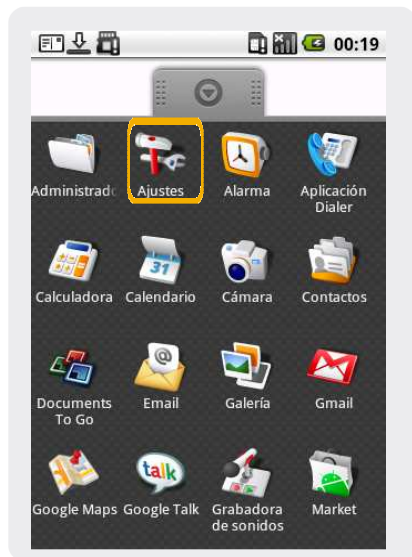 00:19
Administrado
Ajustes
Alarma
Aplicación
Dialer
Calculadora
Calendario
31
Cámara
Contactos
Documents
To Go
Email
Galería
Gmail
talk
Google Maps
Google Talk
Grabadora
de sonidos
Market